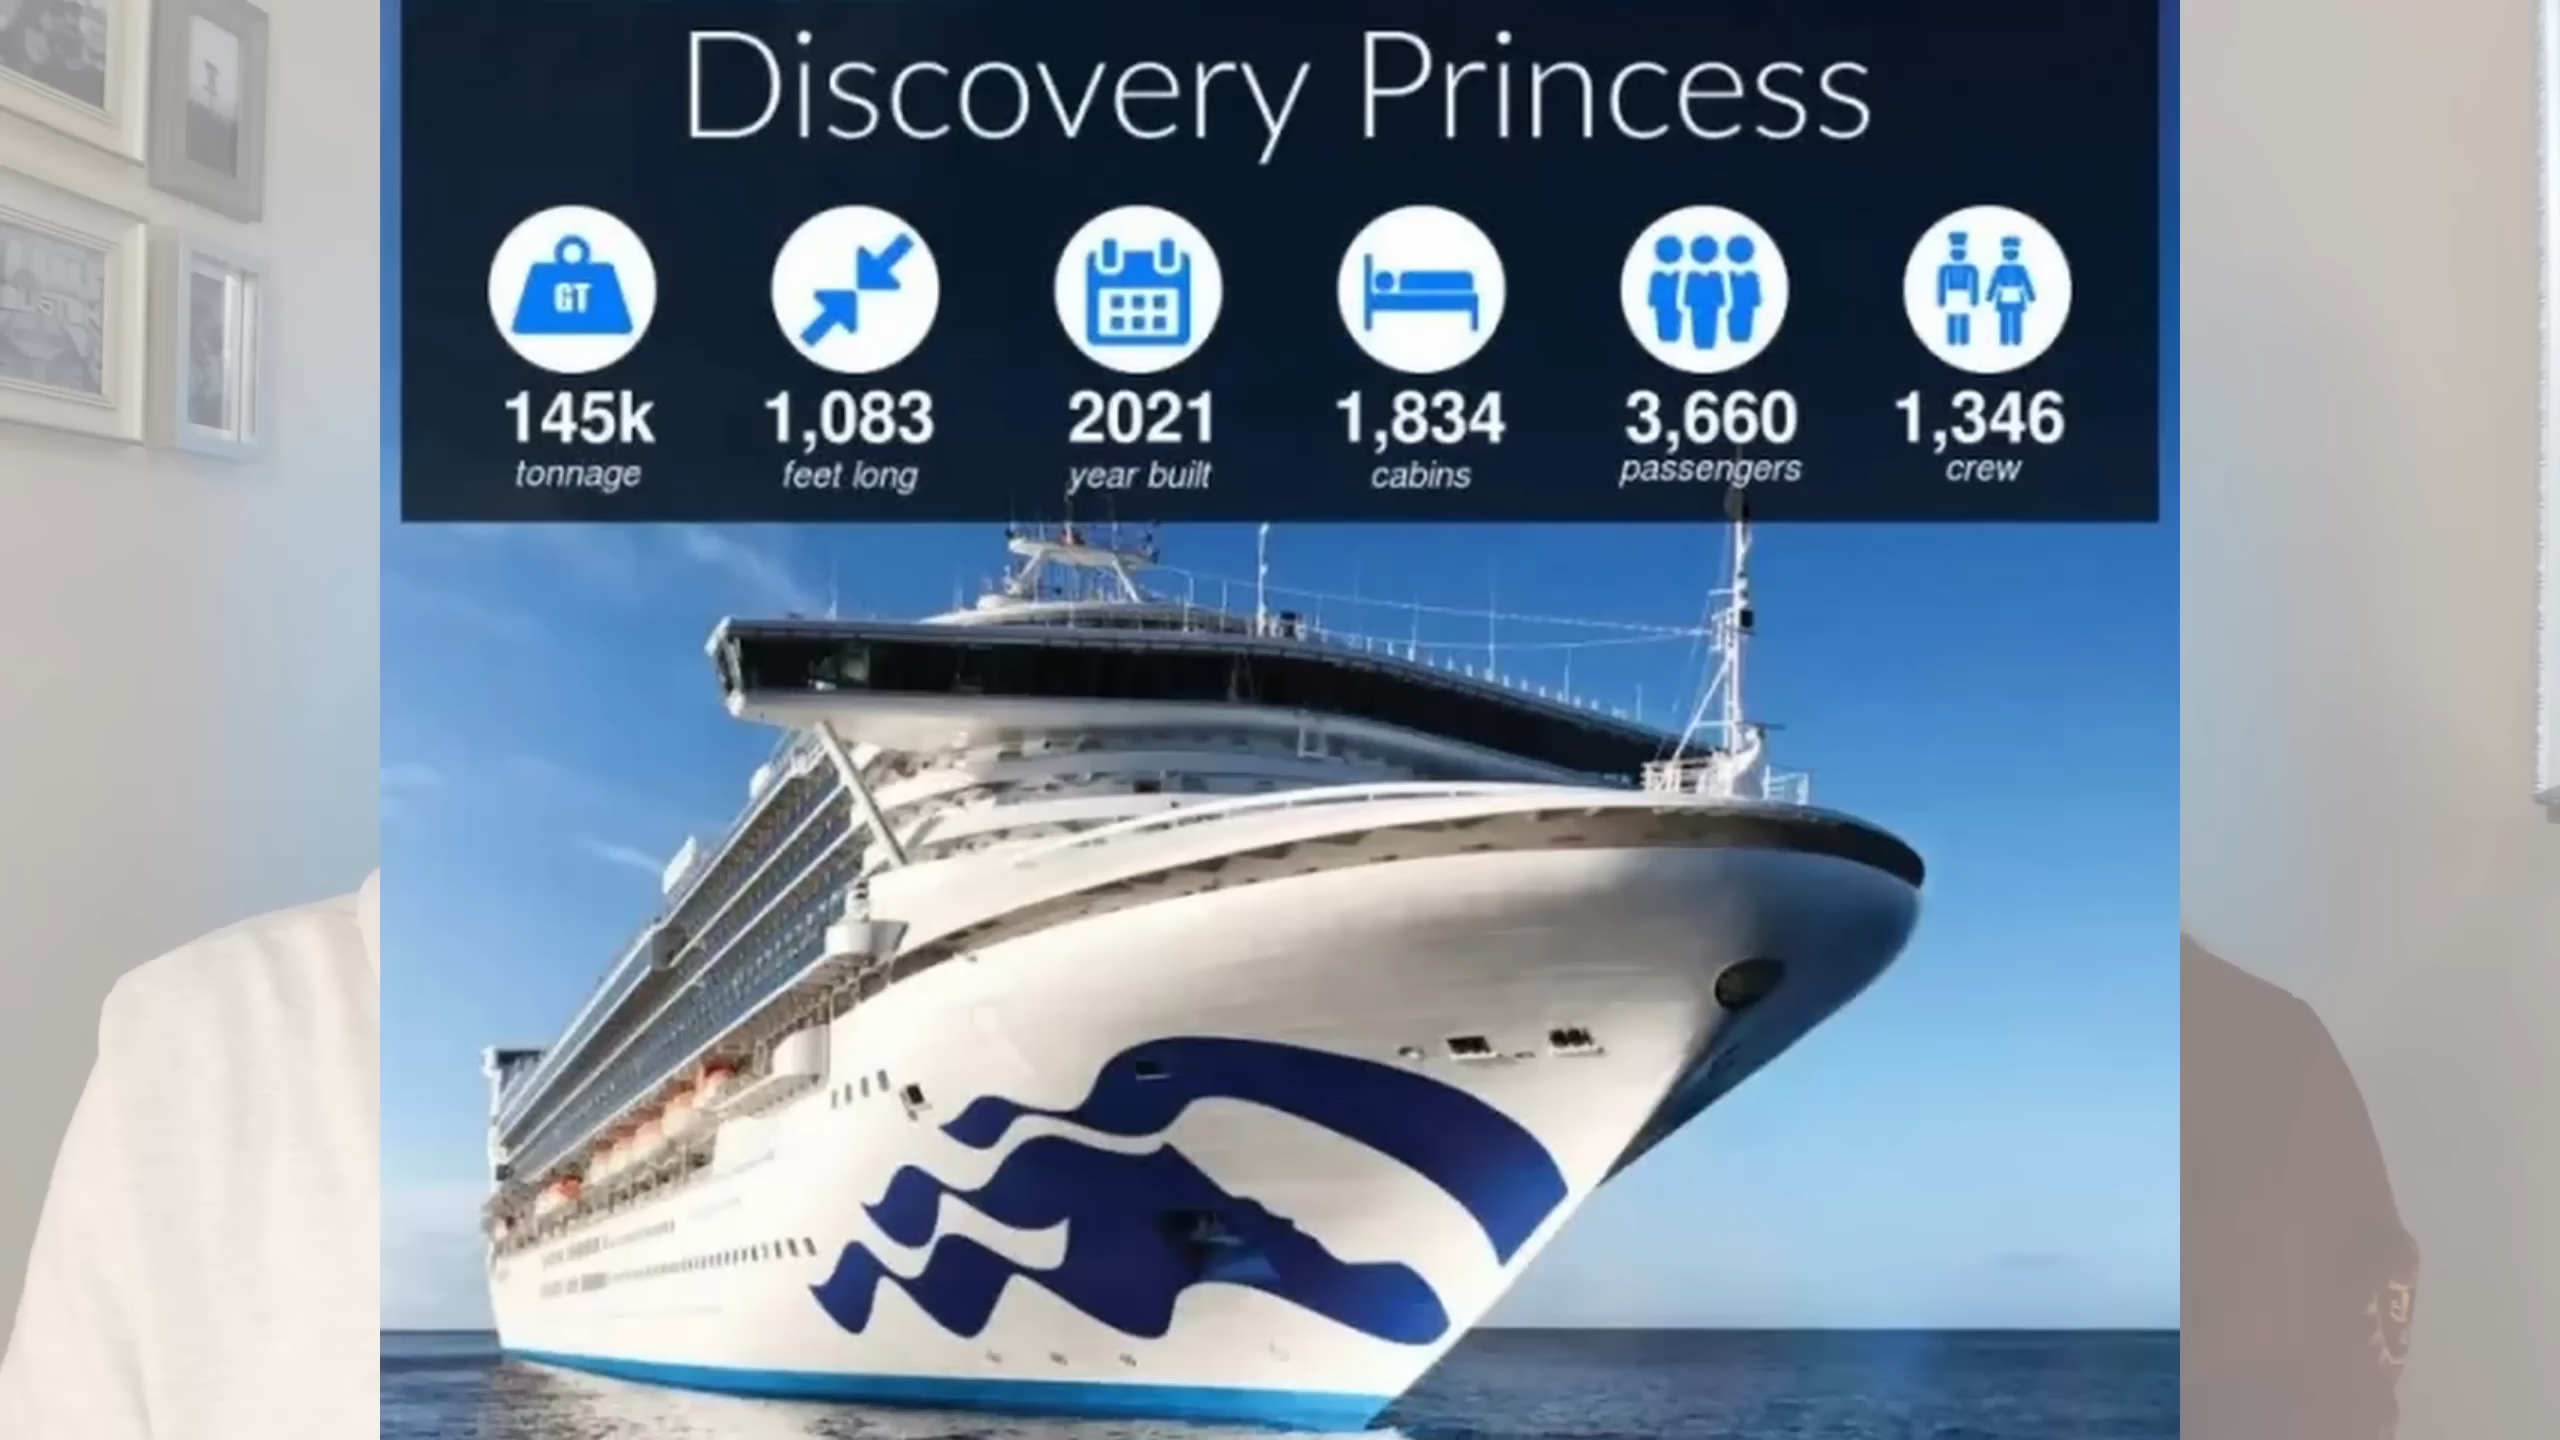 Discovery Princess
GT
145k 1,083 2021 1,834 3,660 1,346
tonnage feet long year built cabins passengers crew